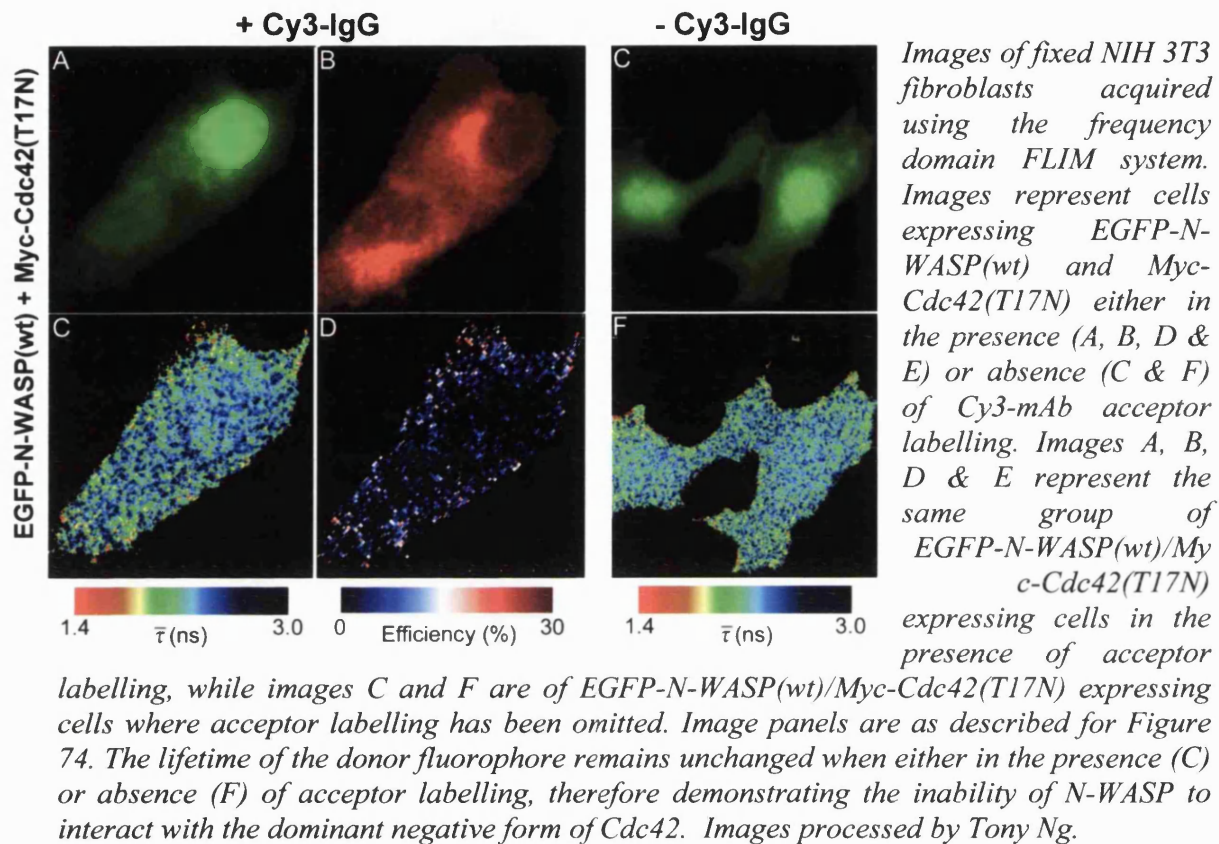 + Cy3-IgG
- Cy3-IgG
EGFP-N-WASP(wt) + Myc-Cdc42(T17N)
A
B
C
C
D
F
1.4
τ̅ (ns)
3.0
0
Efficiency (%)
30
1.4
τ̅ (ns)
3.0
Images of fixed NIH 3T3
fibroblasts acquired
using the frequency
domain FLIM system.
Images represent cells
expressing EGFP-N-
WASP(wt) and Myc-
Cdc42(T17N) either in
the presence (A, B, D &
E) or absence (C & F)
of Cy3-mAb acceptor
labelling. Images A, B,
D & E represent the
same group of
EGFP-N-WASP(wt)/My
c-Cdc42(T17N)
expressing cells in the
presence of acceptor
labelling, while images C and F are of EGFP-N-WASP(wt)/Myc-Cdc42(T17N) expressing
cells where acceptor labelling has been omitted. Image panels are as described for Figure
74. The lifetime of the donor fluorophore remains unchanged when either in the presence (C)
or absence (F) of acceptor labelling, therefore demonstrating the inability of N-WASP to
interact with the dominant negative form of Cdc42. Images processed by Tony Ng.